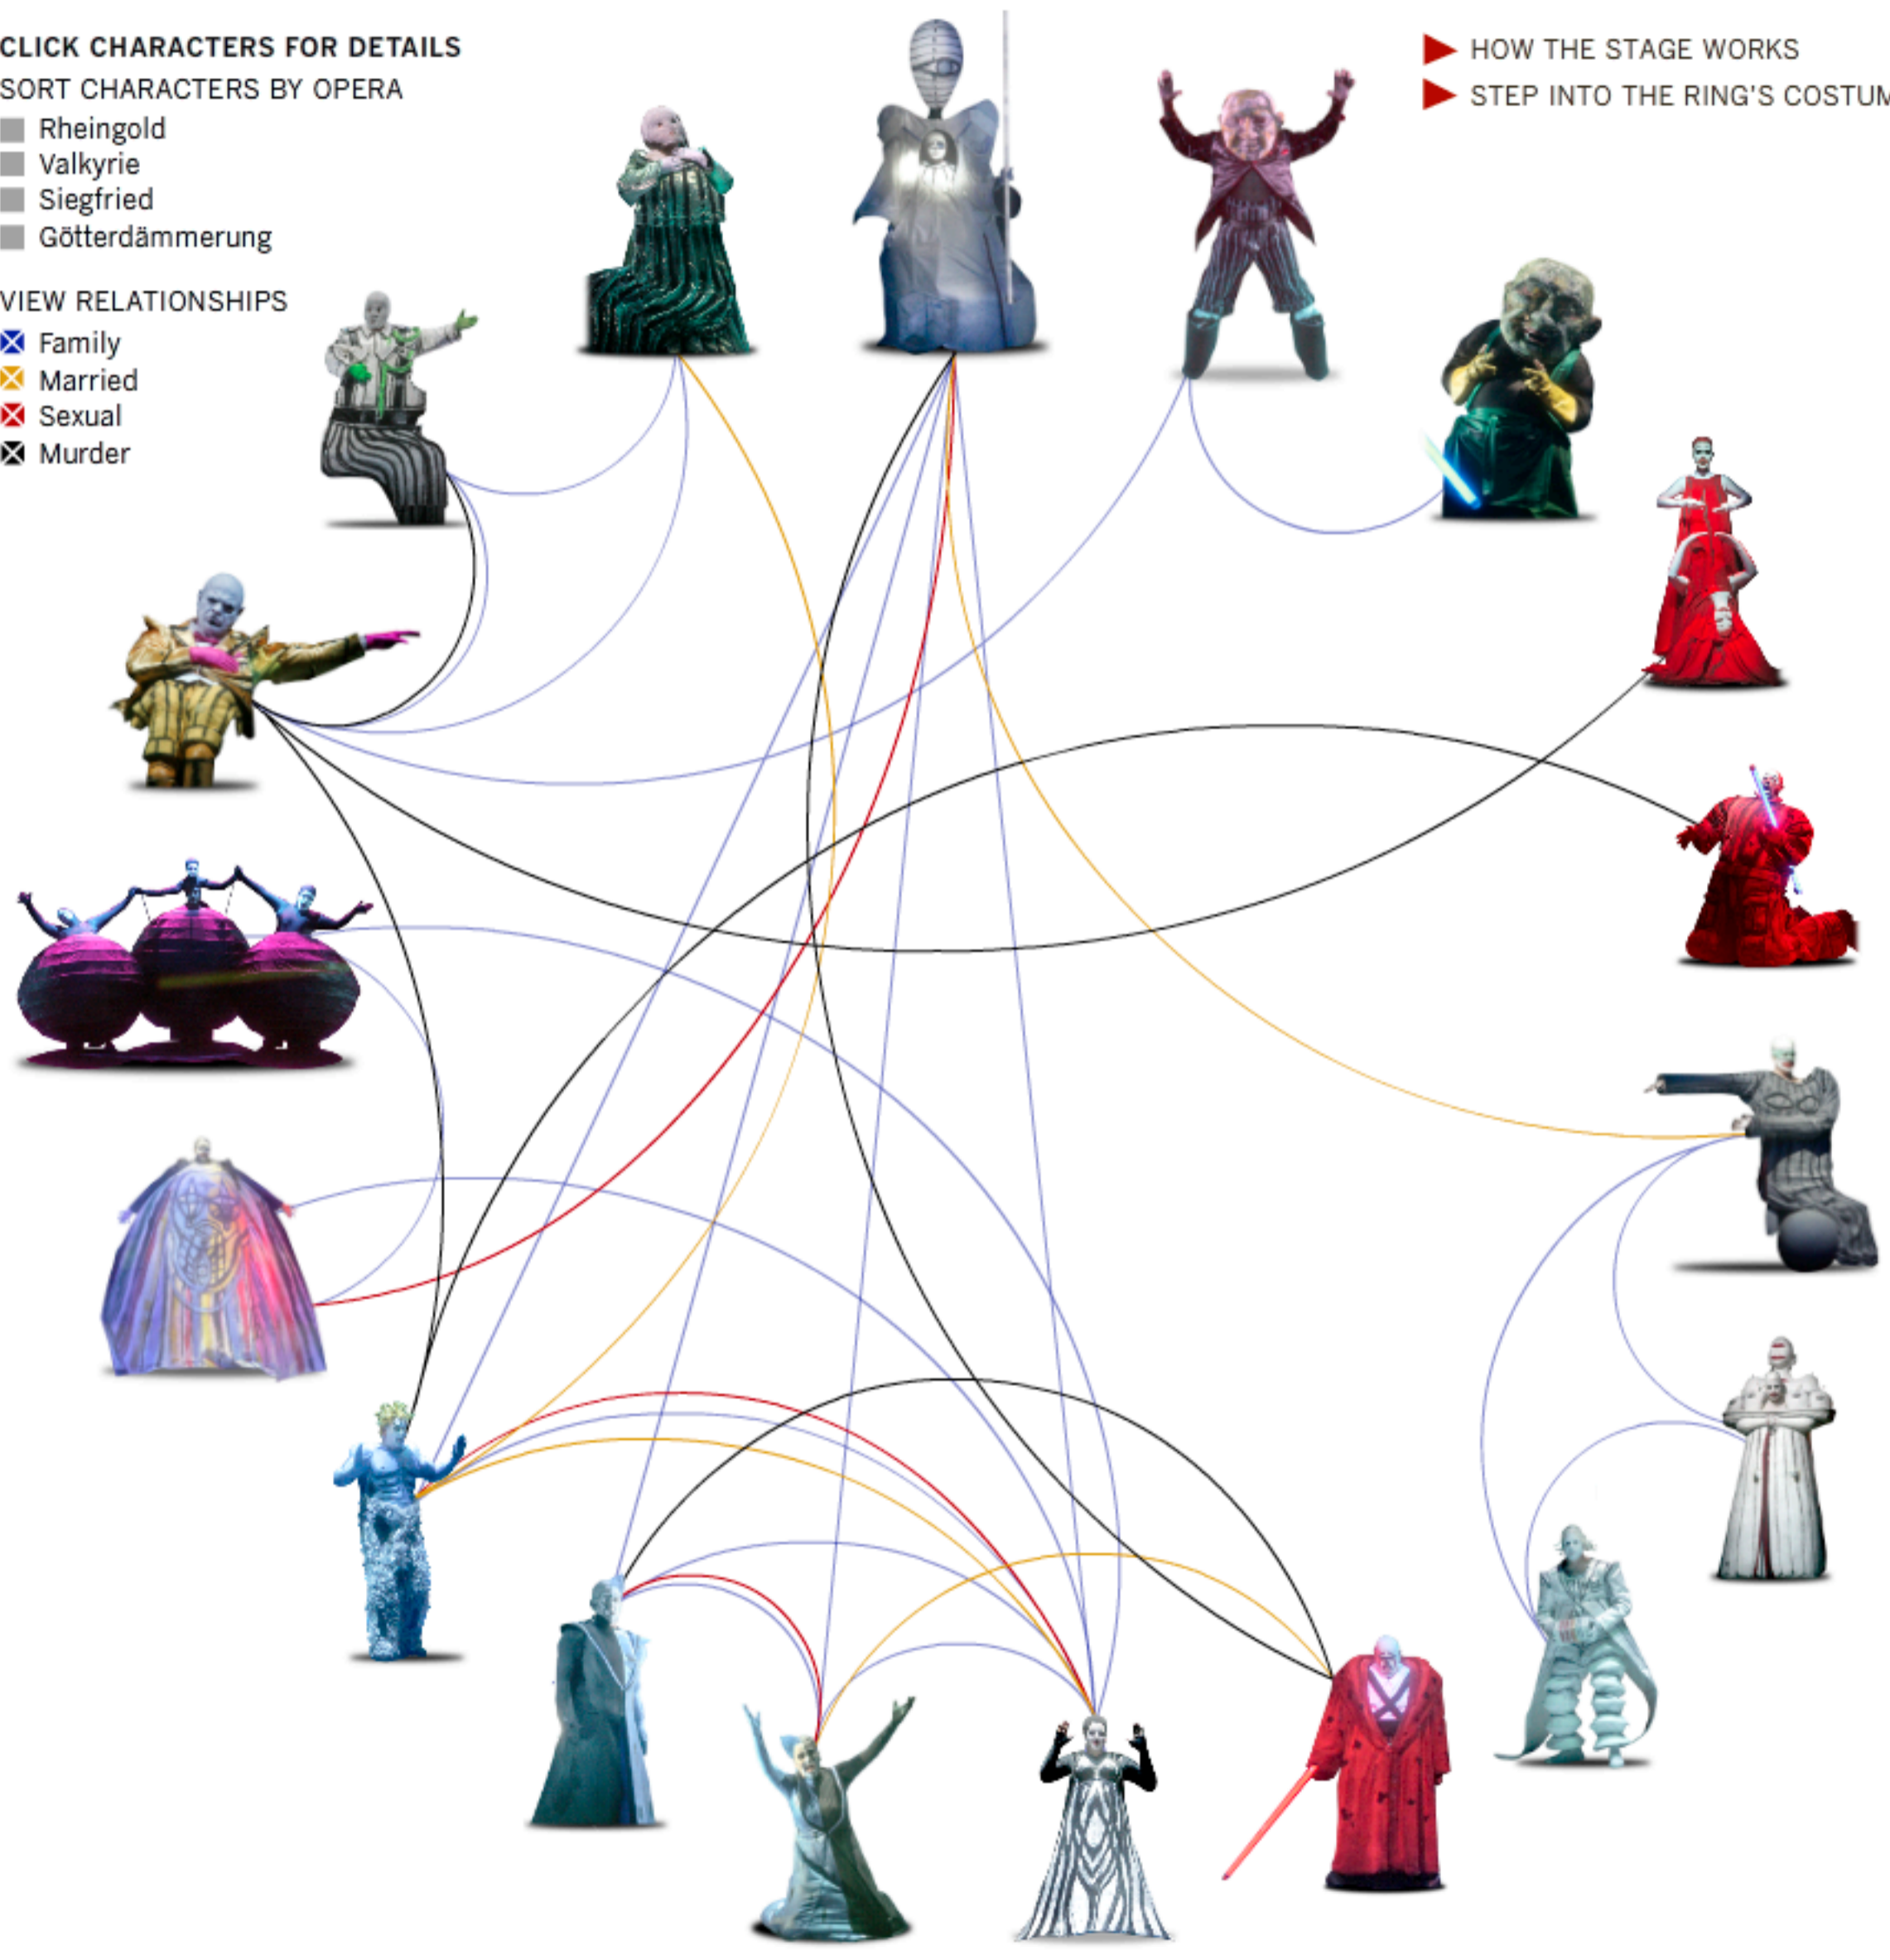 CLICK CHARACTERS FOR DETAILS
SORT CHARACTERS BY OPERA
Rheingold
Valkyrie
Siegfried
Götterdämmerung
VIEW RELATIONSHIPS
Family
Married
Sexual
Murder
HOW THE STAGE WORKS
STEP INTO THE RING'S COSTUM